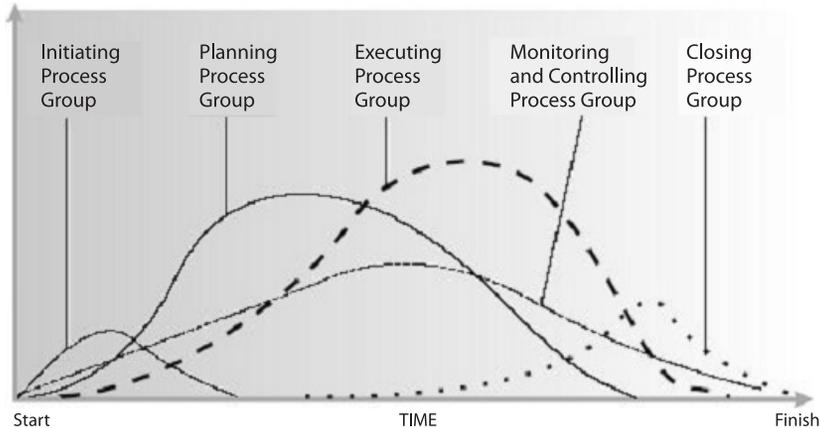 Initiating
Process
Group
Planning
Process
Group
Executing
Process
Group
Monitoring
and Controlling
Process Group
Closing
Process
Group
Start
TIME
Finish